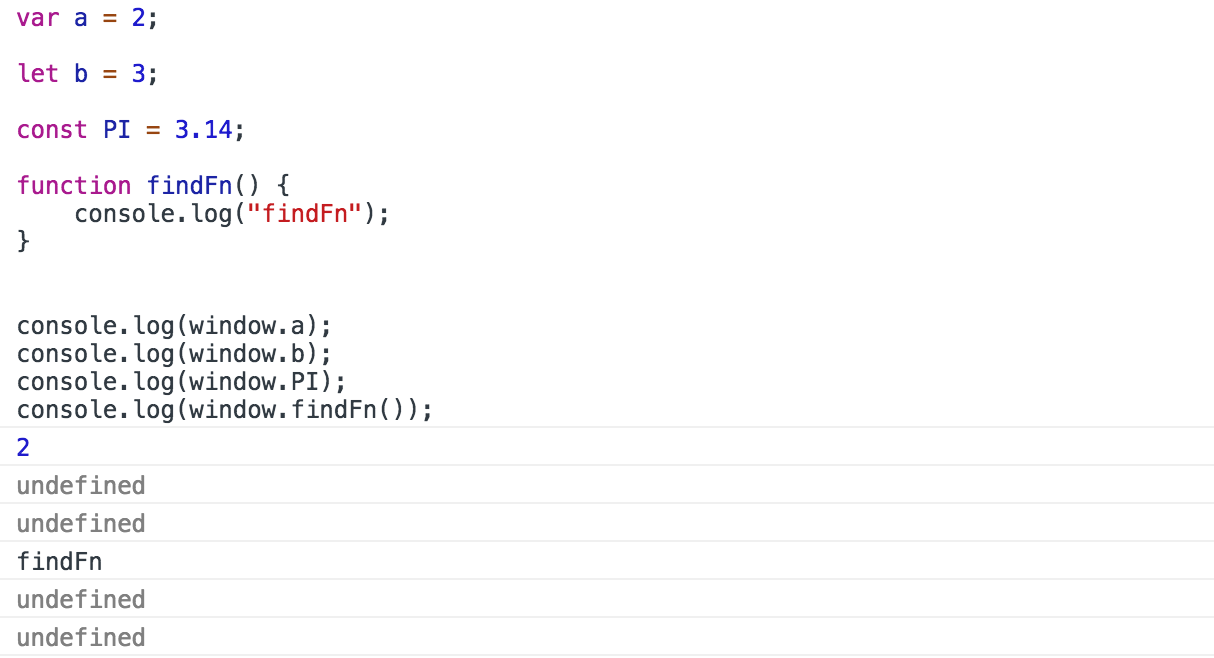 var a = 2;
let b = 3;
const PI = 3.14;
function findFn() {
    console.log("findFn");
}
console.log(window.a);
console.log(window.b);
console.log(window.PI);
console.log(window.findFn());
2
undefined
undefined
findFn
undefined
undefined